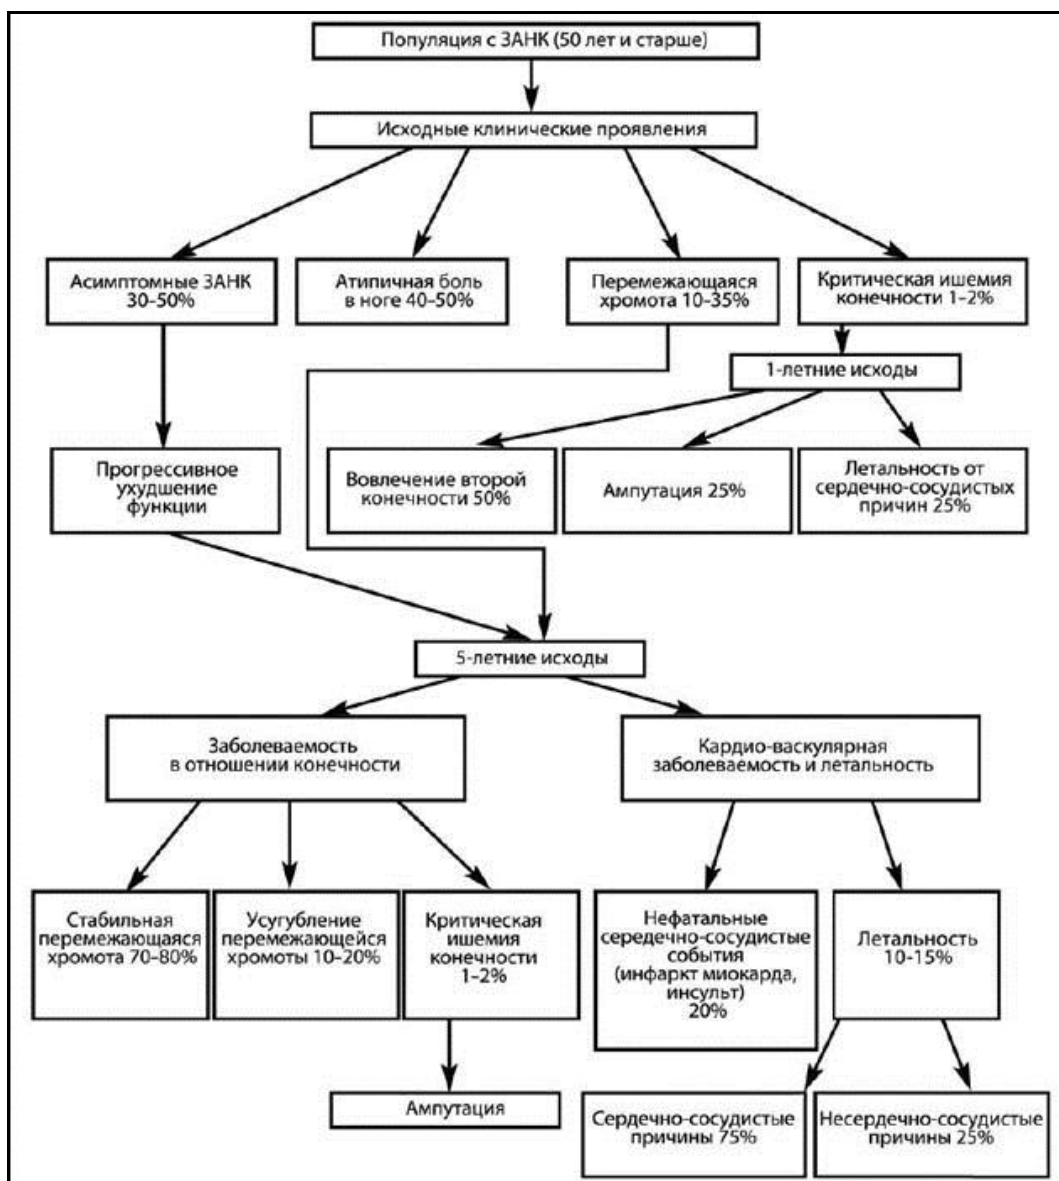 Популяция с ЗАНК (50 лет и старше)
Исходные клинические проявления
Асимптомные ЗАНК
30–50%
Атипичная боль
в ноге 40–50%
Перемежающаяся
хромота 10–35%
Критическая ишемия
конечности 1–2%
1-летние исходы
Прогрессивное
ухудшение
функции
Вовлечение второй
конечности 50%
Ампутация 25%
Летальность от
сердечно-сосудистых
причин 25%
5-летние исходы
Заболеваемость
в отношении конечности
Кардио-васкулярная
заболеваемость и летальность
Стабильная
перемежающаяся
хромота 70–80%
Усугубление
перемежающейся
хромоты 10–20%
Критическая
ишемия
конечности
1–2%
Нефатальные
середечно-сосудистые
события
(инфаркт миокарда,
инсульт)
20%
Летальность
10-15%
Ампутация
Сердечно-сосудистые
причины 75%
Несердечно-сосудистые
причины 25%